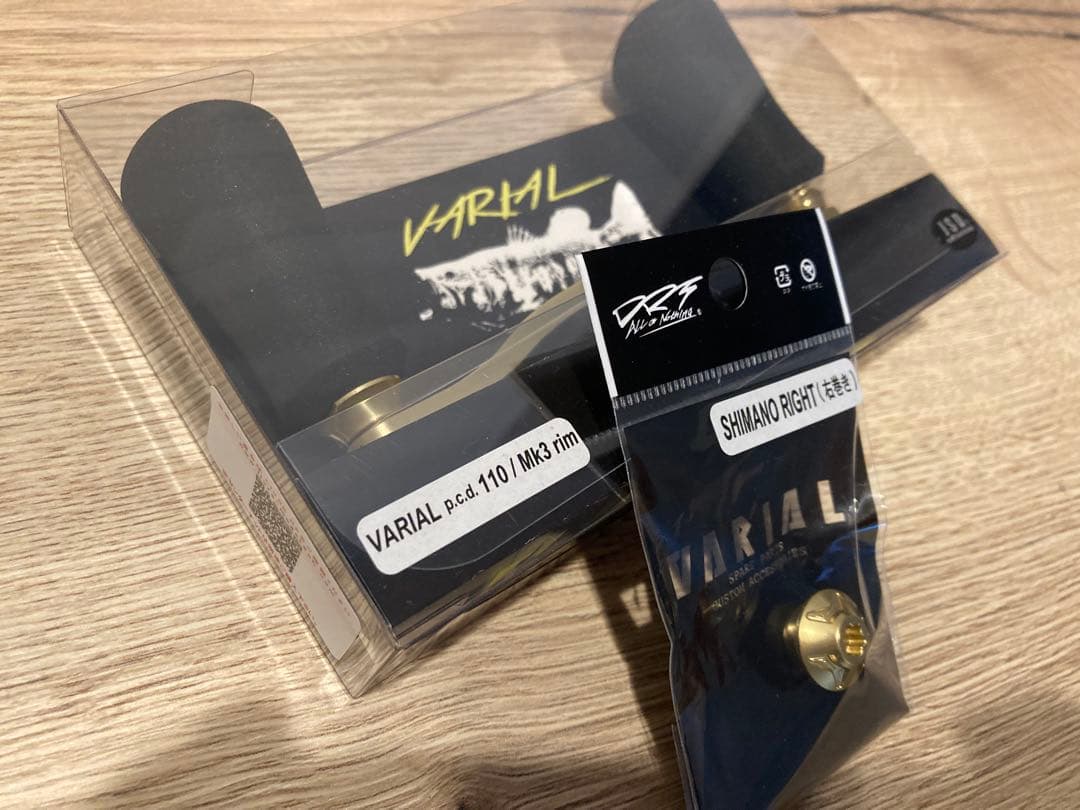 VARIAL
DRT
ALL OR NOTHING
VARIAL p.c.d. 110 / Mk3 rim
SHIMANO RIGHT(右巻き)
VARIAL
SPARE PARTS
CUSTOM ACCESSORIES